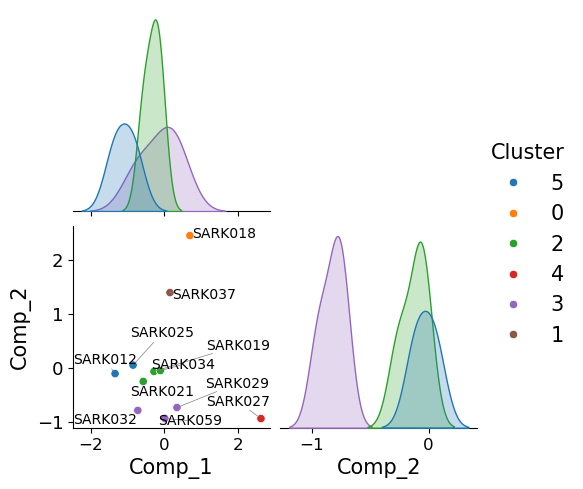 Cluster
5
0
2
4
3
1
Comp_2
2
1
0
−1
SARK018
SARK037
SARK025
SARK019
SARK012
SARK034
SARK029
SARK021
SARK027
SARK032
SARK059
−2 0 2
Comp_1
−1 0
Comp_2